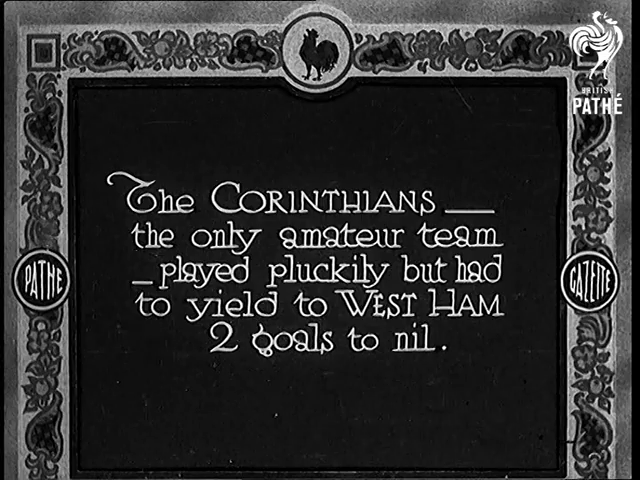 BRITISH
PATHÉ
The CORINTHIANS __
the only amateur team
_ played pluckily but had
to yield to WEST HAM
2 goals to nil.
PATHE
GAZETTE